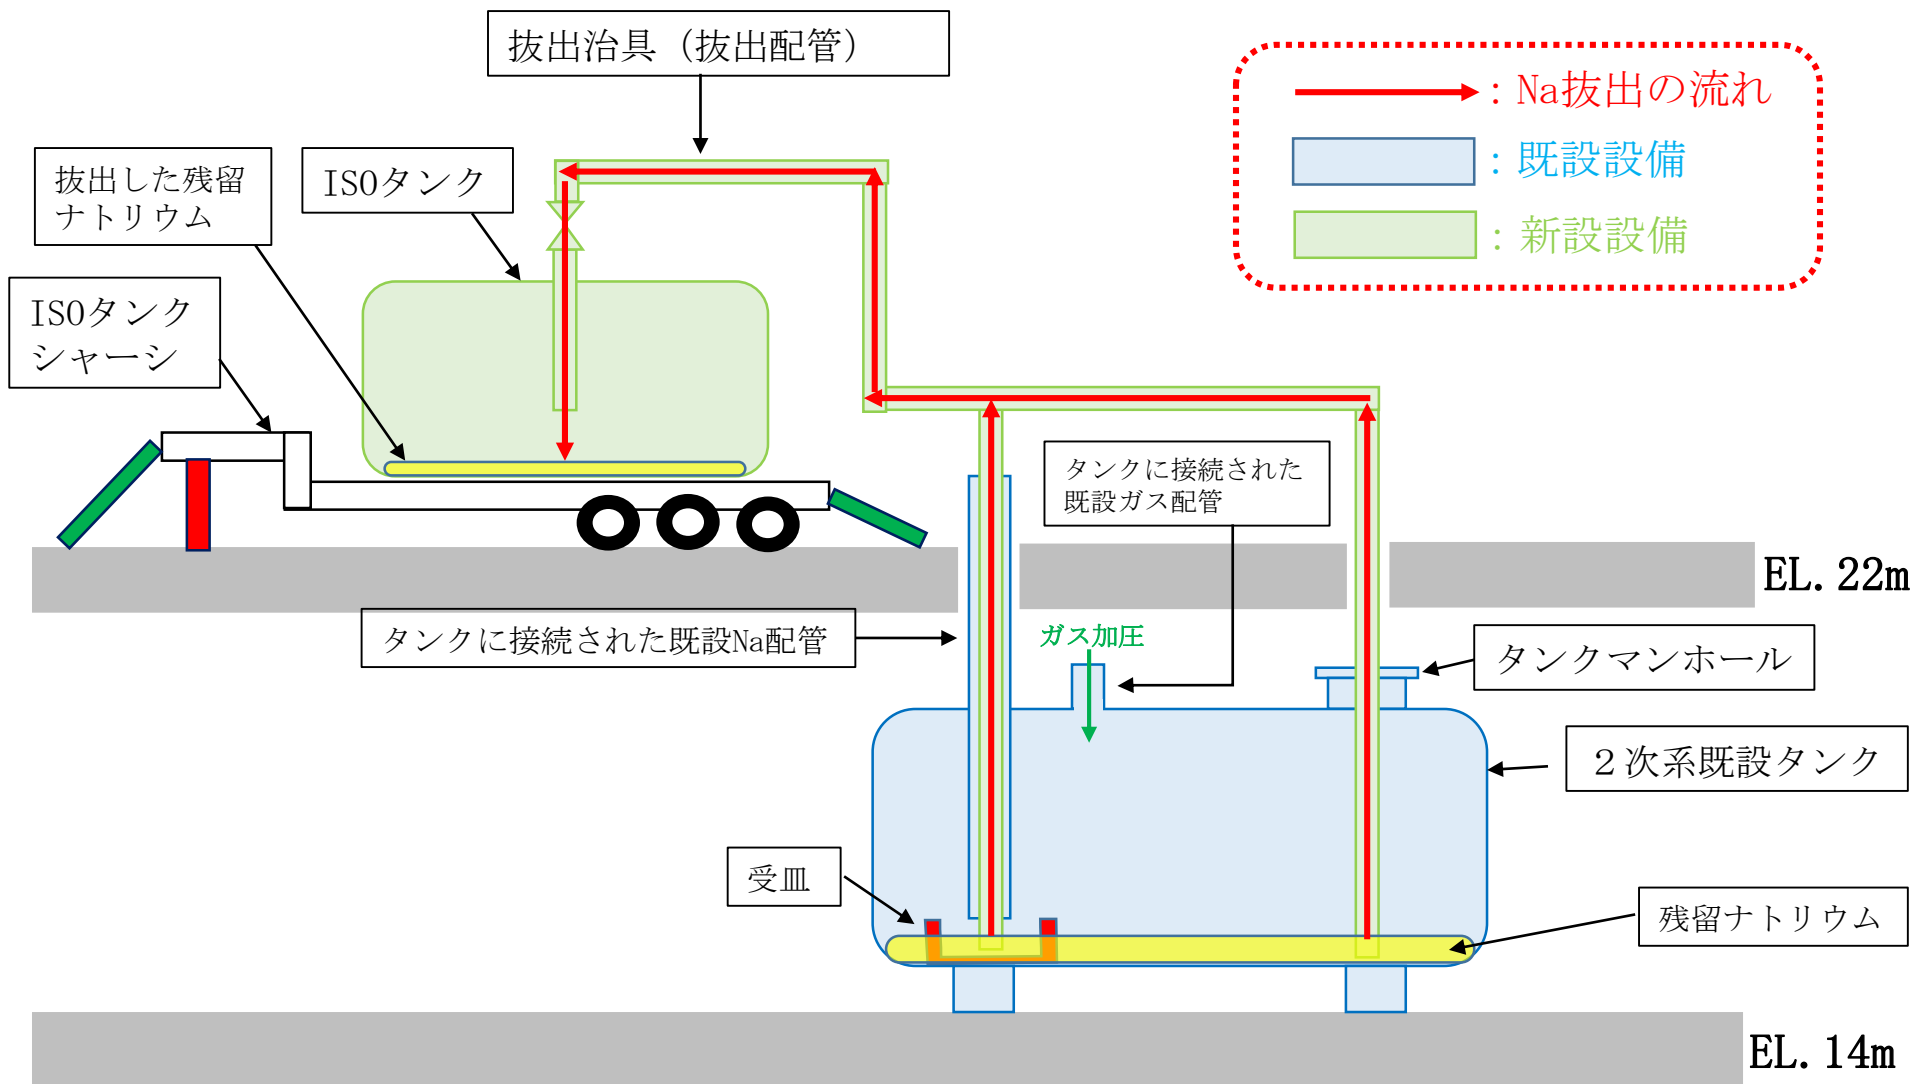 抜出治具（抜出配管）
：Na抜出の流れ
：既設設備
：新設設備
抜出した残留
ナトリウム
ISOタンク
ISOタンク
シャーシ
タンクに接続された
既設ガス配管
EL.22m
タンクに接続された既設Na配管
ガス加圧
タンクマンホール
２次系既設タンク
受皿
残留ナトリウム
EL.14m